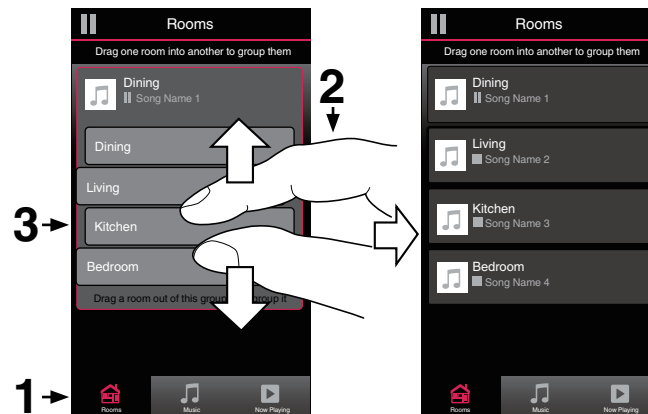 Rooms
Drag one room into another to group them
Dining
Song Name 1
Dining
Living
Kitchen
Bedroom
Drag a room out of this group
group it
Rooms
Music
Now Playing
1
2
3
Rooms
Drag one room into another to group them
Dining
Song Name 1
Living
Song Name 2
Kitchen
Song Name 3
Bedroom
Song Name 4
Rooms
Music
Now Playing